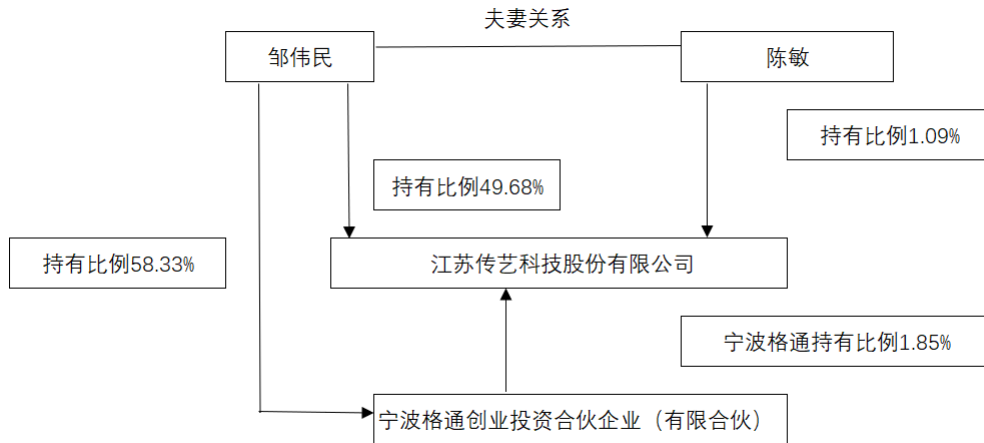 夫妻关系
邹伟民
陈敏
持有比例1.09%
持有比例49.68%
持有比例58.33%
江苏传艺科技股份有限公司
宁波格通持有比例1.85%
宁波格通创业投资合伙企业（有限合伙）